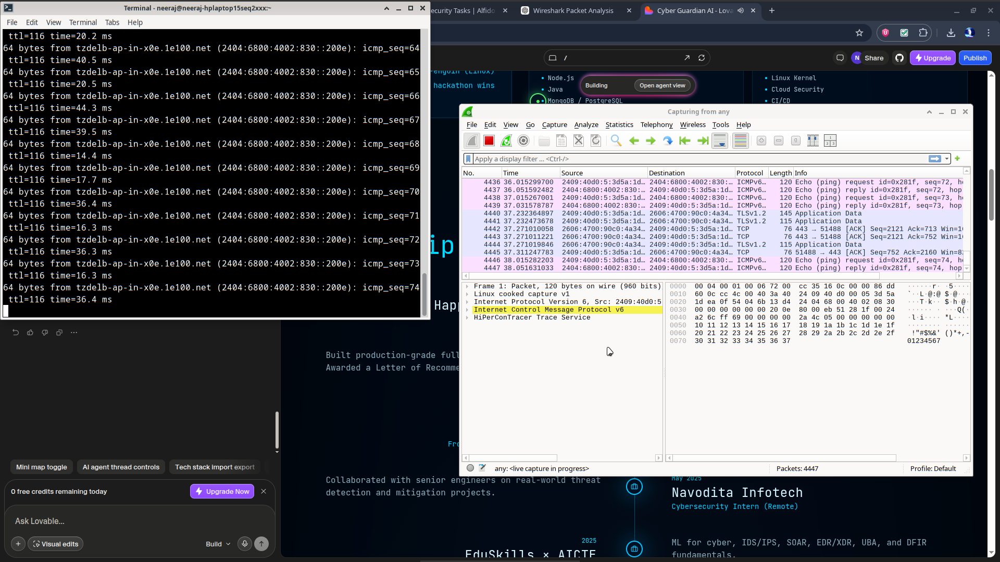 Terminal - neeraj@neeraj-hplaptop15seq2xxx:~
File Edit View Terminal Tabs Help
ttl=116 time=20.2 ms
64 bytes from tzdelb-ap-in-x0e.1e100.net (2404:6800:4002:830::200e): icmp_seq=64
ttl=116 time=40.5 ms
64 bytes from tzdelb-ap-in-x0e.1e100.net (2404:6800:4002:830::200e): icmp_seq=65
ttl=116 time=20.5 ms
64 bytes from tzdelb-ap-in-x0e.1e100.net (2404:6800:4002:830::200e): icmp_seq=66
ttl=116 time=44.3 ms
64 bytes from tzdelb-ap-in-x0e.1e100.net (2404:6800:4002:830::200e): icmp_seq=67
ttl=116 time=39.5 ms
64 bytes from tzdelb-ap-in-x0e.1e100.net (2404:6800:4002:830::200e): icmp_seq=68
ttl=116 time=14.4 ms
64 bytes from tzdelb-ap-in-x0e.1e100.net (2404:6800:4002:830::200e): icmp_seq=69
ttl=116 time=17.7 ms
64 bytes from tzdelb-ap-in-x0e.1e100.net (2404:6800:4002:830::200e): icmp_seq=70
ttl=116 time=36.4 ms
64 bytes from tzdelb-ap-in-x0e.1e100.net (2404:6800:4002:830::200e): icmp_seq=71
ttl=116 time=16.3 ms
64 bytes from tzdelb-ap-in-x0e.1e100.net (2404:6800:4002:830::200e): icmp_seq=72
ttl=116 time=36.3 ms
64 bytes from tzdelb-ap-in-x0e.1e100.net (2404:6800:4002:830::200e): icmp_seq=73
ttl=116 time=16.3 ms
64 bytes from tzdelb-ap-in-x0e.1e100.net (2404:6800:4002:830::200e): icmp_seq=74
ttl=116 time=36.4 ms
ecurity Tasks | Alfido
Wireshark Packet Analysis
Cyber Guardian AI - Lova
/
N Share
Upgrade
Publish
(Linux)
hackathon wins
• Node.js
• Java
• MongoDB / PostgreSQL
Building
Open agent view
• Linux Kernel
• Cloud Security
• CI/CD
ip
Hap
Capturing from any
File Edit View Go Capture Analyze Statistics Telephony Wireless Tools Help
Apply a display filter ... <Ctrl-/>
No. Time Source Destination Protocol Length Info
4436 36.015299700 2409:40d0:5:3d5a:1d… 2404:6800:4002:830:… ICMPv6… 120 Echo (ping) request id=0x281f, seq=72, h
4437 36.051592482 2404:6800:4002:830:… 2409:40d0:5:3d5a:1d… ICMPv6… 120 Echo (ping) reply id=0x281f, seq=72, hop
4438 37.015267001 2409:40d0:5:3d5a:1d… 2404:6800:4002:830:… ICMPv6… 120 Echo (ping) request id=0x281f, seq=73, h
4439 37.031578787 2404:6800:4002:830:… 2409:40d0:5:3d5a:1d… ICMPv6… 120 Echo (ping) reply id=0x281f, seq=73, hop
4440 37.232364897 2409:40d0:5:3d5a:1d… 2606:4700:90c0:4a34… TLSv1.2 145 Application Data
4441 37.232473678 2409:40d0:5:3d5a:1d… 2606:4700:90c0:4a34… TLSv1.2 115 Application Data
4442 37.271010058 2606:4700:90c0:4a34… 2409:40d0:5:3d5a:1d… TCP 76 443 → 51488 [ACK] Seq=2121 Ack=713 Win=1
4443 37.271011221 2606:4700:90c0:4a34… 2409:40d0:5:3d5a:1d… TCP 76 443 → 51488 [ACK] Seq=2121 Ack=752 Win=1
4444 37.271019846 2606:4700:90c0:4a34… 2409:40d0:5:3d5a:1d… TLSv1.2 115 Application Data
4445 37.311247783 2409:40d0:5:3d5a:1d… 2606:4700:90c0:4a34… TCP 76 51488 → 443 [ACK] Seq=752 Ack=2160 Win=8
4446 38.015282203 2409:40d0:5:3d5a:1d… 2404:6800:4002:830:… ICMPv6… 120 Echo (ping) request id=0x281f, seq=74, h
4447 38.051631033 2404:6800:4002:830:… 2409:40d0:5:3d5a:1d… ICMPv6… 120 Echo (ping) reply id=0x281f, seq=74, hop
Frame 1: Packet, 120 bytes on wire (960 bits)
Linux cooked capture v1
Internet Protocol Version 6, Src: 2409:40d0:5
Internet Control Message Protocol v6
HiPerConTracer Trace Service
0000 00 04 00 01 00 06 72 00 cc 35 16 0c 00 00 86 dd ······r· ·5······
0010 60 0c cc 4c 00 40 3a 40 24 09 40 d0 00 05 3d 5a `··L·@:@ $·@···
0020 1d ea 0f 54 04 6b 13 d4 24 04 68 00 40 02 08 30 ···T·k·· $·h·@·
0030 00 00 00 00 00 00 20 0e 80 00 eb 51 28 1f 00 24 ······ · ···Q(·
0040 a2 6c ff 69 00 00 00 00 2a 4c 05 00 00 00 00 00 ·l·i···· *L······
0050 10 11 12 13 14 15 16 17 18 19 1a 1b 1c 1d 1e 1f ········ ········
0060 20 21 22 23 24 25 26 27 28 29 2a 2b 2c 2d 2e 2f !"#$%&' ()*+,-
0070 30 31 32 33 34 35 36 37 01234567
any: <live capture in progress>
Packets: 4447
Profile: Default
Built production-grade full
Awarded a Letter of Recomme
Fro
Collaborated with senior engineers on real-world threat
detection and mitigation projects.
May 2025
Navodita Infotech
Cybersecurity Intern (Remote)
2025
EduSkills × AICTE
ML for cyber, IDS/IPS, SOAR, EDR/XDR, UBA, and DFIR
fundamentals.
Mini map toggle
AI agent thread controls
Tech stack import export
0 free credits remaining today
Upgrade Now
Ask Lovable...
Visual edits
Build